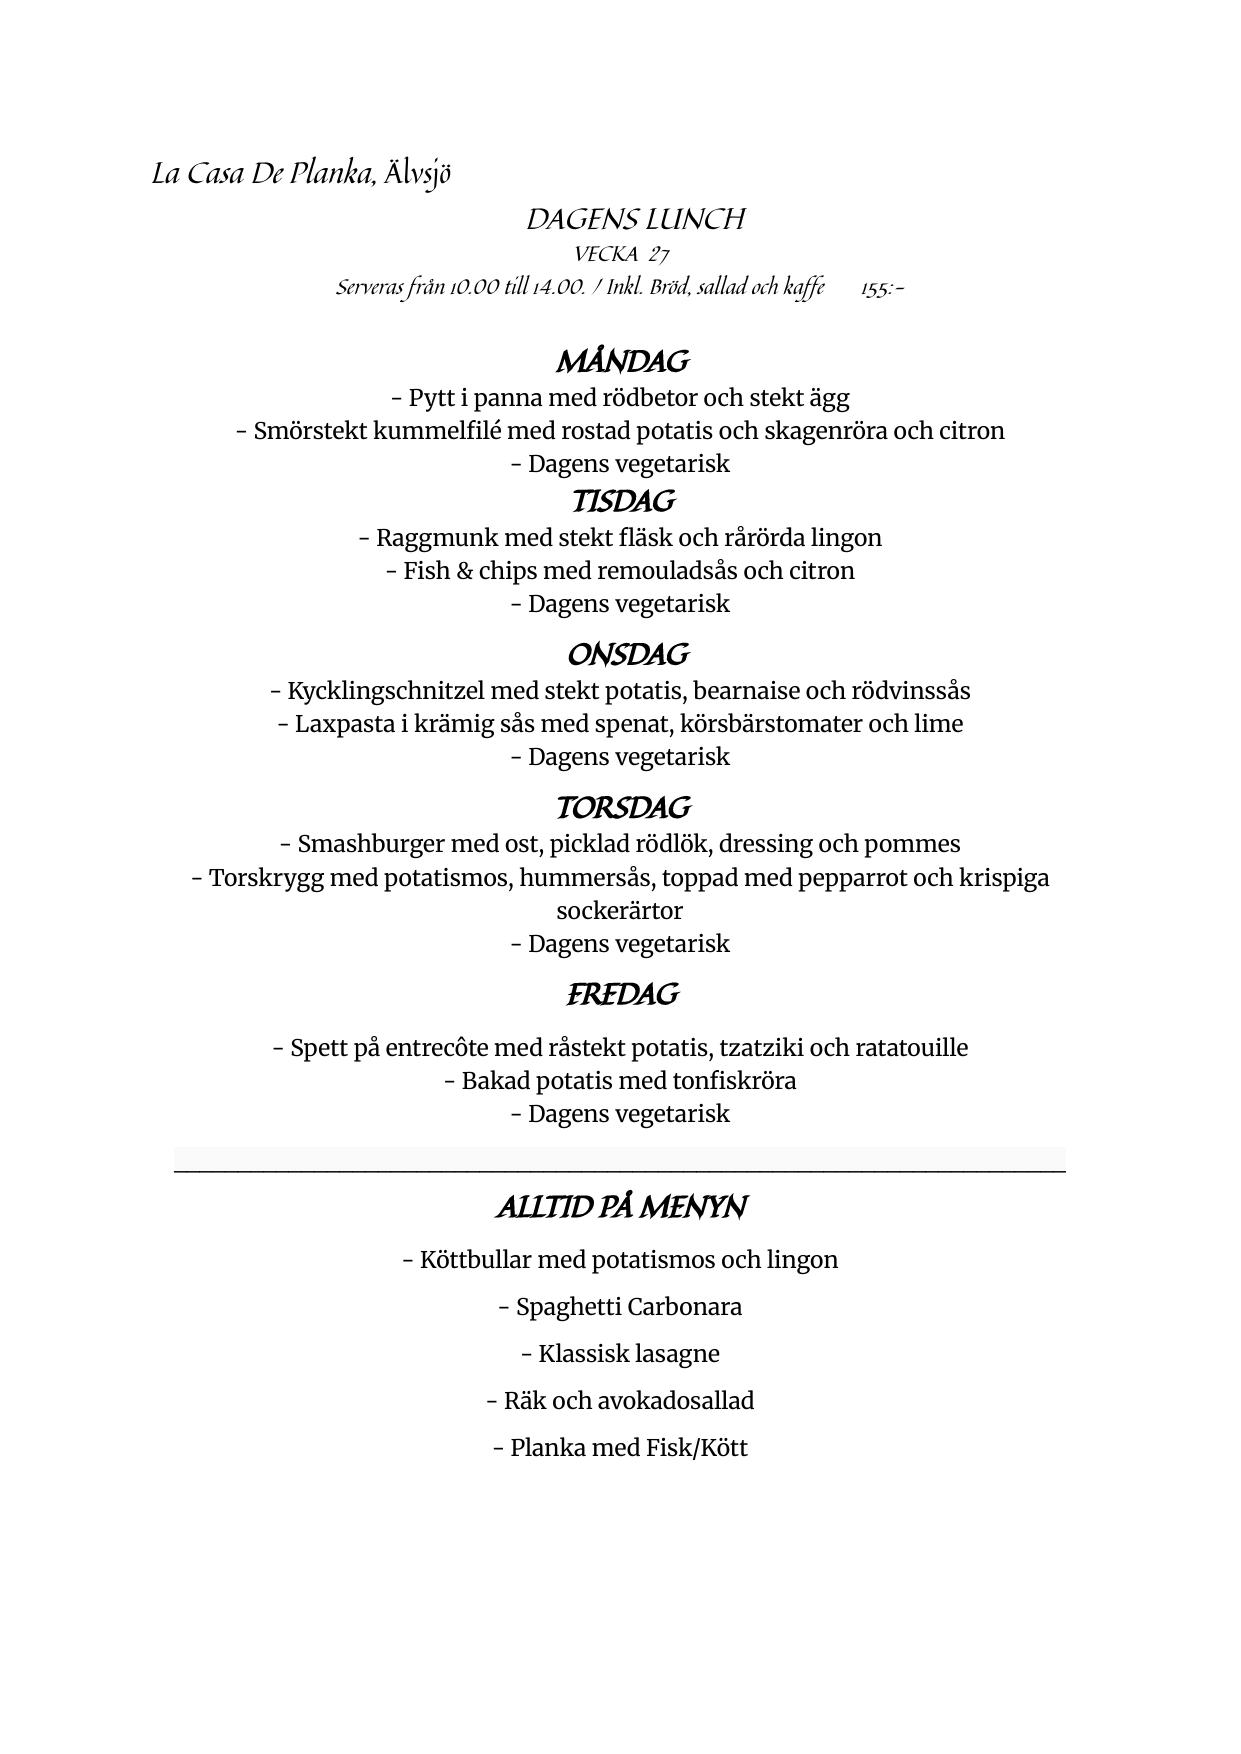 La Casa De Planka, Älvsjö
DAGENS LUNCH
VECKA 27
Serveras från 10.00 till 14.00. / Inkl. Bröd, sallad och kaffe 155:-
MÅNDAG
- Pytt i panna med rödbetor och stekt ägg
- Smörstekt kummelfilé med rostad potatis och skagenröra och citron
- Dagens vegetarisk
TISDAG
- Raggmunk med stekt fläsk och rårörda lingon
- Fish & chips med remouladsås och citron
- Dagens vegetarisk
ONSDAG
- Kycklingschnitzel med stekt potatis, bearnaise och rödvinssås
- Laxpasta i krämig sås med spenat, körsbärstomater och lime
- Dagens vegetarisk
TORSDAG
- Smashburger med ost, picklad rödlök, dressing och pommes
- Torskrygg med potatismos, hummersås, toppad med pepparrot och krispiga
sockerärtor
- Dagens vegetarisk
FREDAG
- Spett på entrecôte med råstekt potatis, tzatziki och ratatouille
- Bakad potatis med tonfiskröra
- Dagens vegetarisk
ALLTID PÅ MENYN
- Köttbullar med potatismos och lingon
- Spaghetti Carbonara
- Klassisk lasagne
- Räk och avokadosallad
- Planka med Fisk/Kött